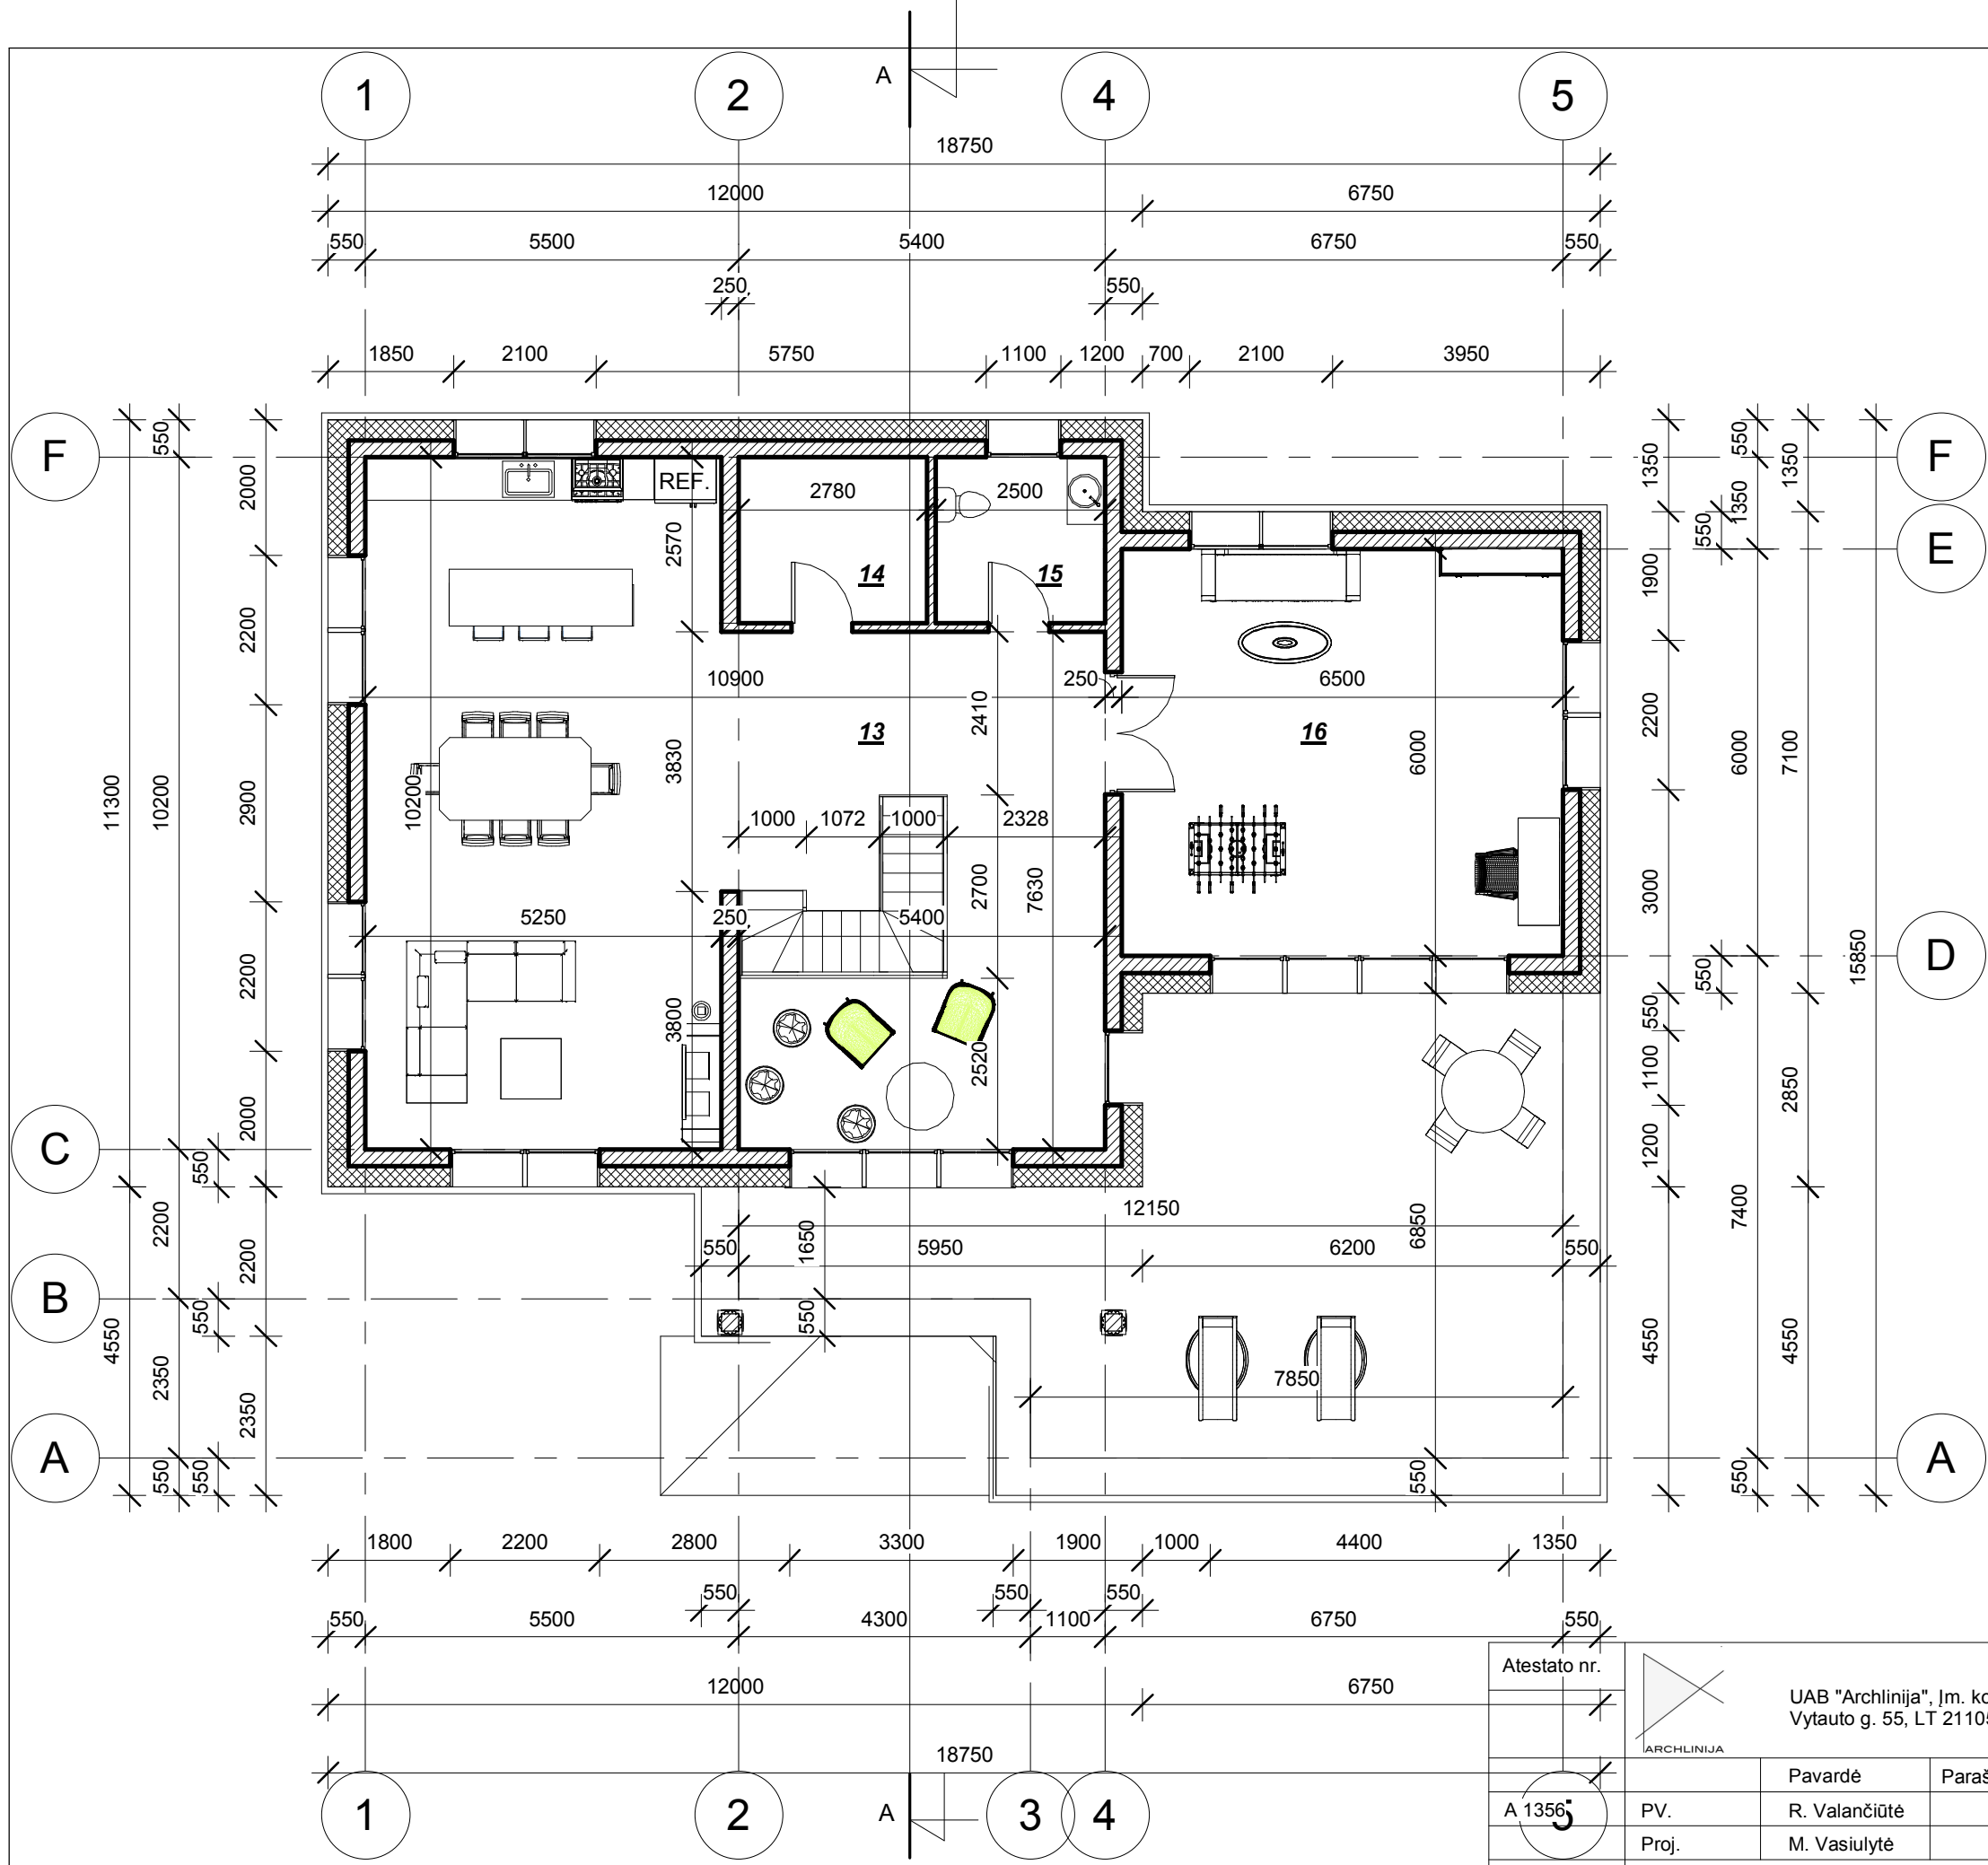 A
1 2 4 5
18750
12000 6750
550 5500 5400 6750 550
250 550
1850 2100 5750 1100 1200 700 2100 3950
F
F
E
D
C
B
A
A
11300
4550
550
10200
2200
2350
550
550
550
550
2000
2200
2900
2200
2000
2200
2350
REF.
2780 2500
2570
14 15
10900 250 6500
2410
13 16
3830
10200
6000
1000 1072 1000 2328
2700
7630
5250 250 5400
3800
2520
12150
1650
6850
550 5950 6200 550
550
7850
550
1350
1900
2200
3000
550
1100
1200
4550
550
550
550
1350
6000
7400
550
1350
7100
2850
4550
15850
1800 2200 2800 3300 1900 1000 4400 1350
550 550 550
550 5500 4300 1100 6750 550
12000 6750
18750
1 2 A 3 4 5
Atestato nr.
ARCHLINIJA
UAB "Archlinija", Įm. ko
Vytauto g. 55, LT 21105
Pavardė Paraš
A 1356 PV. R. Valančiūtė
Proj. M. Vasiulytė